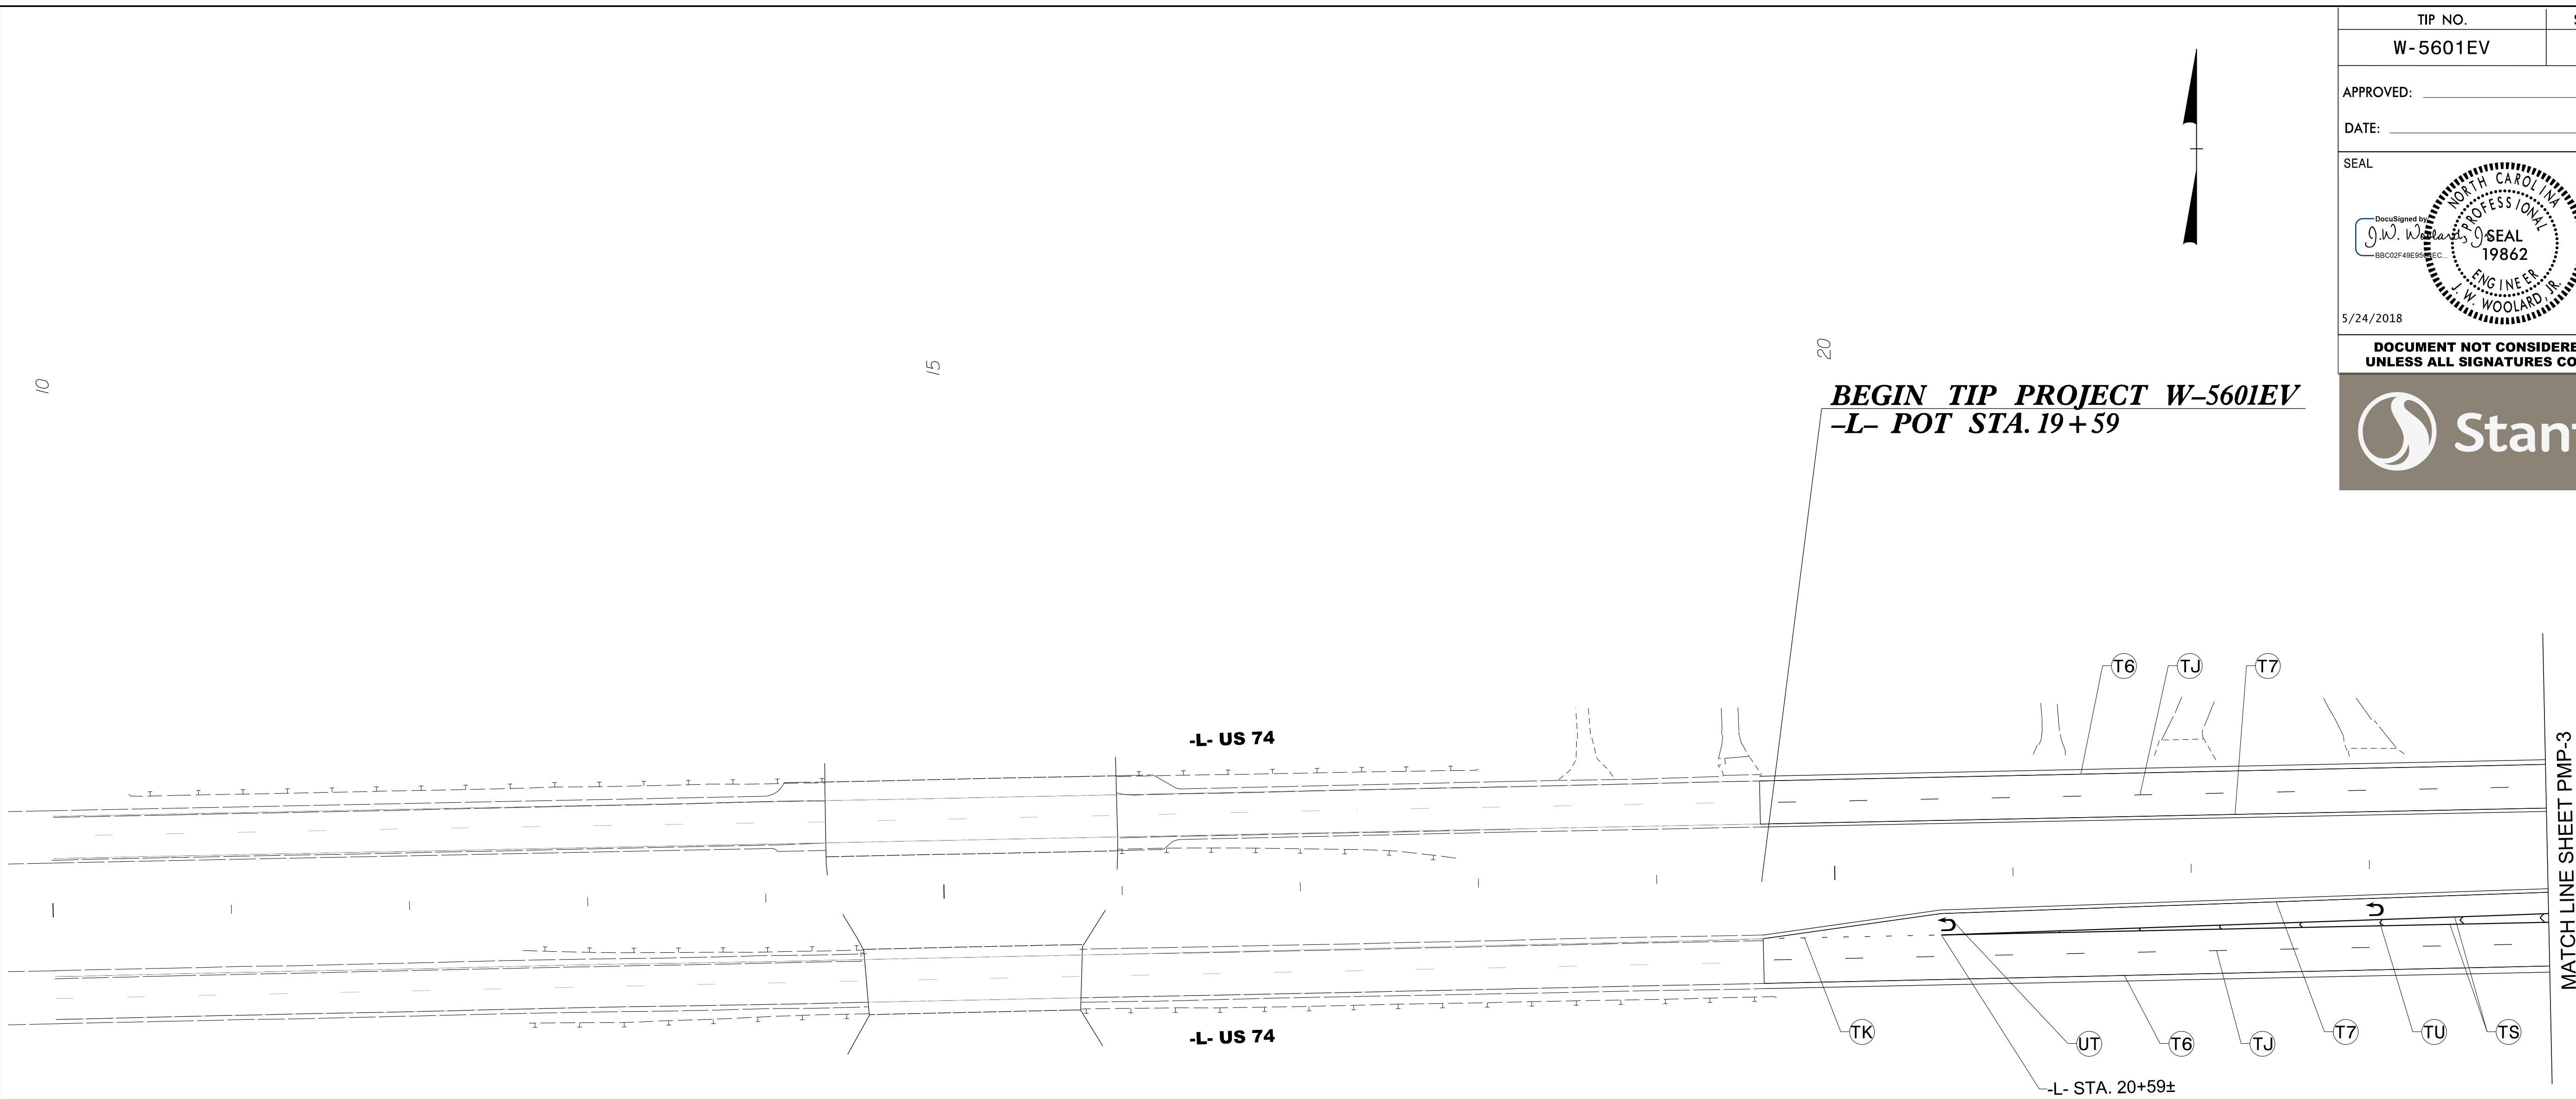 TIP NO.
W-5601EV
APPROVED:
DATE:
SEAL
NORTH CAROLINA
PROFESSIONAL
SEAL
19862
ENGINEER
J. W. WOOLARD, JR.
DocuSigned by:
J.W. Woolard, Jr.
5/24/2018
DOCUMENT NOT
UNLESS ALL SIGNATURES
10
15
20
BEGIN TIP PROJECT W-5601EV
-L- POT STA. 19+59
T6 TJ T7
-L- US 74
MATCH LINE SHEET PMP-3
-L- US 74
TK UT T6 TJ T7 TU TS
-L- STA. 20+59±